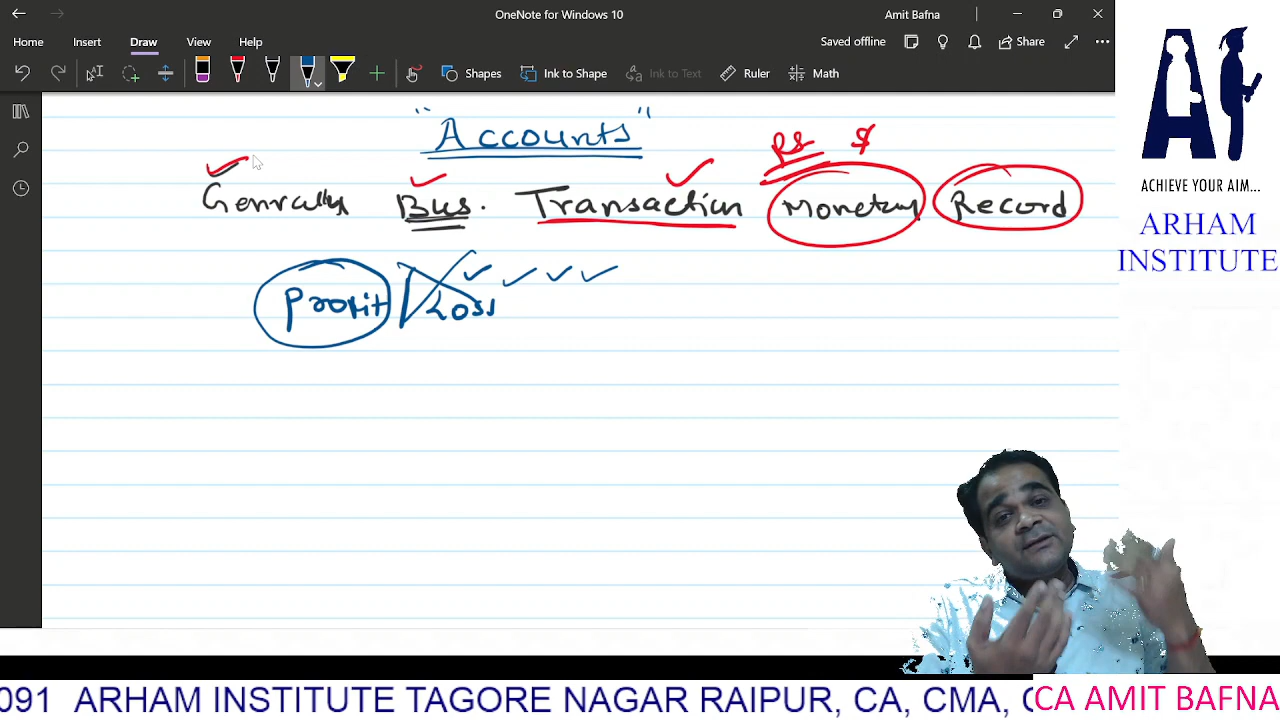 OneNote for Windows 10
Amit Bafna
Home Insert Draw View Help
Saved offline
Share
Shapes Ink to Shape Ink to Text Ruler Math
"Accounts"
Rs $
Genrally Bus. Transaction Monetary Record
Profit Loss
ACHIEVE YOUR AIM...
ARHAM
INSTITUTE
091 ARHAM INSTITUTE TAGORE NAGAR RAIPUR, CA, CMA, C
CA AMIT BAFNA